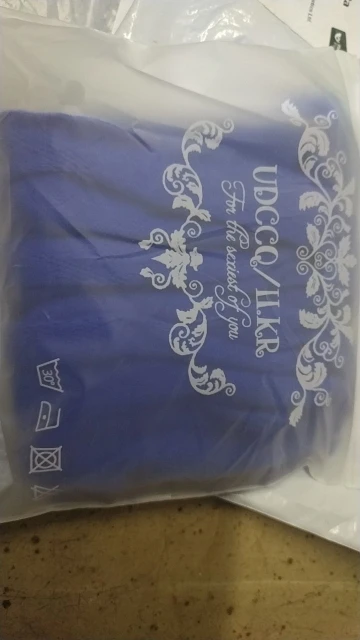 UDCCQ/II.KR
For the sexiest of you
30°